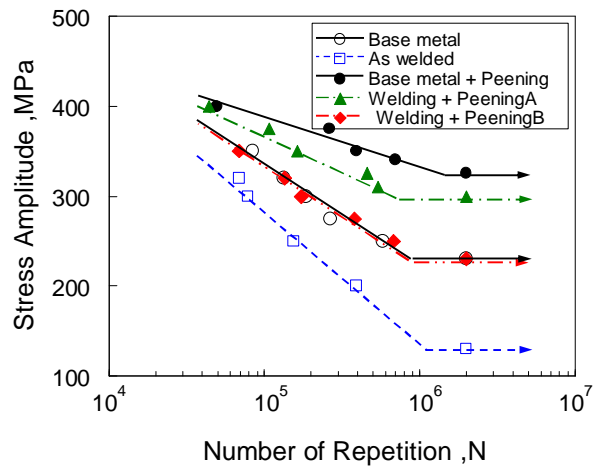 500
400
300
200
100
Stress Amplitude ,MPa
Base metal
As welded
Base metal + Peening
Welding + PeeningA
Welding + PeeningB
10^4
10^5
10^6
10^7
Number of Repetition ,N